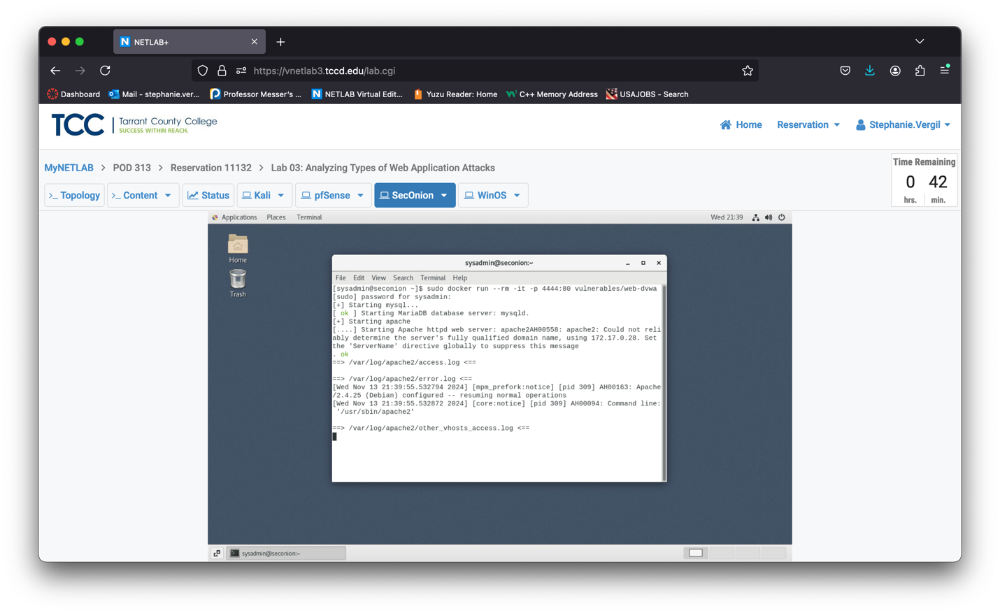 NETLAB+
https://vnetlab3.tccd.edu/lab.cgi
Dashboard Mail - stephanie.ver... Professor Messer's ... NETLAB Virtual Edit... Yuzu Reader: Home C++ Memory Address USAJOBS - Search
TCC Tarrant County College
SUCCESS WITHIN REACH.
Home Reservation Stephanie.Vergil
MyNETLAB > POD 313 > Reservation 11132 > Lab 03: Analyzing Types of Web Application Attacks
Time Remaining
0 42
hrs. min.
>_ Topology >_ Content Status Kali pfSense SecOnion WinOS
Applications Places Terminal Wed 21:39
Home
Trash
sysadmin@seconion:~
File Edit View Search Terminal Help
[sysadmin@seconion ~]$ sudo docker run --rm -it -p 4444:80 vulnerables/web-dvwa
[sudo] password for sysadmin:
[+] Starting mysql...
[ ok ] Starting MariaDB database server: mysqld.
[+] Starting apache
[....] Starting Apache httpd web server: apache2AH00558: apache2: Could not reli
ably determine the server's fully qualified domain name, using 172.17.0.28. Set
the 'ServerName' directive globally to suppress this message
. ok
==> /var/log/apache2/access.log <==
==> /var/log/apache2/error.log <==
[Wed Nov 13 21:39:55.532794 2024] [mpm_prefork:notice] [pid 309] AH00163: Apache
/2.4.25 (Debian) configured -- resuming normal operations
[Wed Nov 13 21:39:55.532872 2024] [core:notice] [pid 309] AH00094: Command line:
'/usr/sbin/apache2'
==> /var/log/apache2/other_vhosts_access.log <==
sysadmin@seconion:~